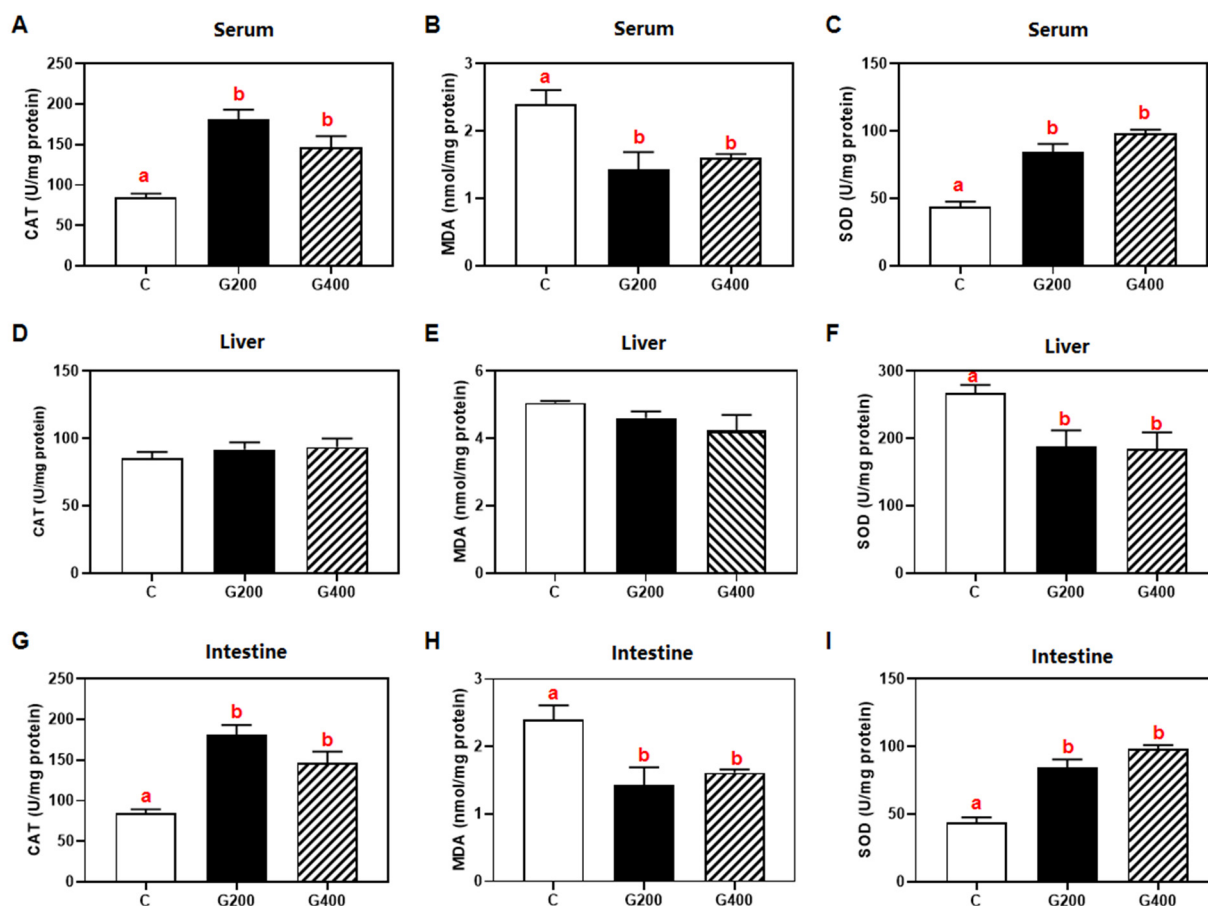 A
Serum
CAT (U/mg protein)
250
200
150
100
50
0
a
b
b
C
G200
G400
B
Serum
MDA (nmol/mg protein)
3
2
1
0
a
b
b
C
G200
G400
C
Serum
SOD (U/mg protein)
150
100
50
0
a
b
b
C
G200
G400
D
Liver
CAT (U/mg protein)
150
100
50
0
C
G200
G400
E
Liver
MDA (nmol/mg protein)
6
4
2
0
C
G200
G400
F
Liver
SOD (U/mg protein)
300
200
100
0
a
b
b
C
G200
G400
G
Intestine
CAT (U/mg protein)
250
200
150
100
50
0
a
b
b
C
G200
G400
H
Intestine
MDA (nmol/mg protein)
3
2
1
0
a
b
b
C
G200
G400
I
Intestine
SOD (U/mg protein)
150
100
50
0
a
b
b
C
G200
G400